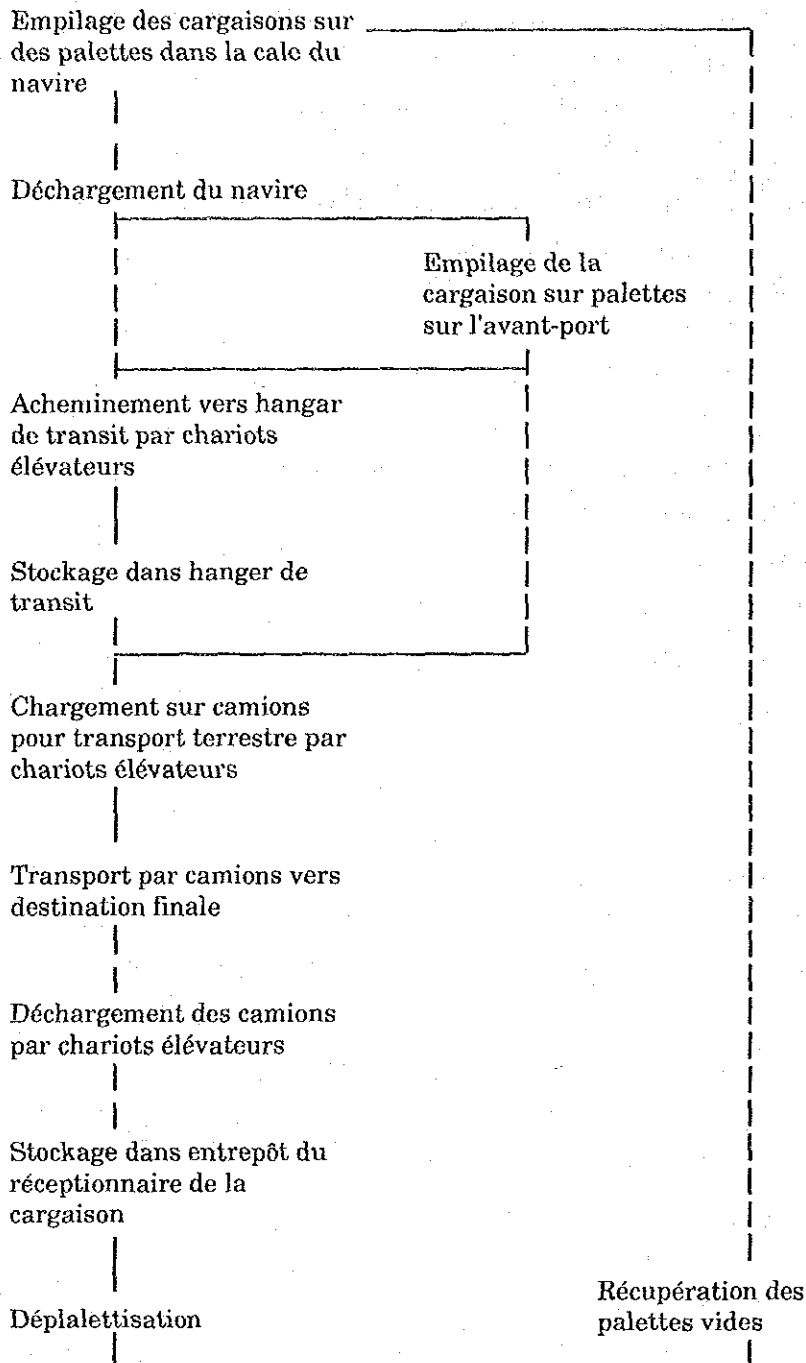 Empilage des cargaisons sur
des palettes dans la cale du
navire
Déchargement du navire
Empilage de la
cargaison sur palettes
sur l'avant-port
Acheminement vers hangar
de transit par chariots
élévateurs
Stockage dans hanger de
transit
Chargement sur camions
pour transport terrestre par
chariots élévateurs
Transport par camions vers
destination finale
Déchargement des camions
par chariots élévateurs
Stockage dans entrepôt du
réceptionnaire de la
cargaison
Déplalettisation
Récupération des
palettes vides